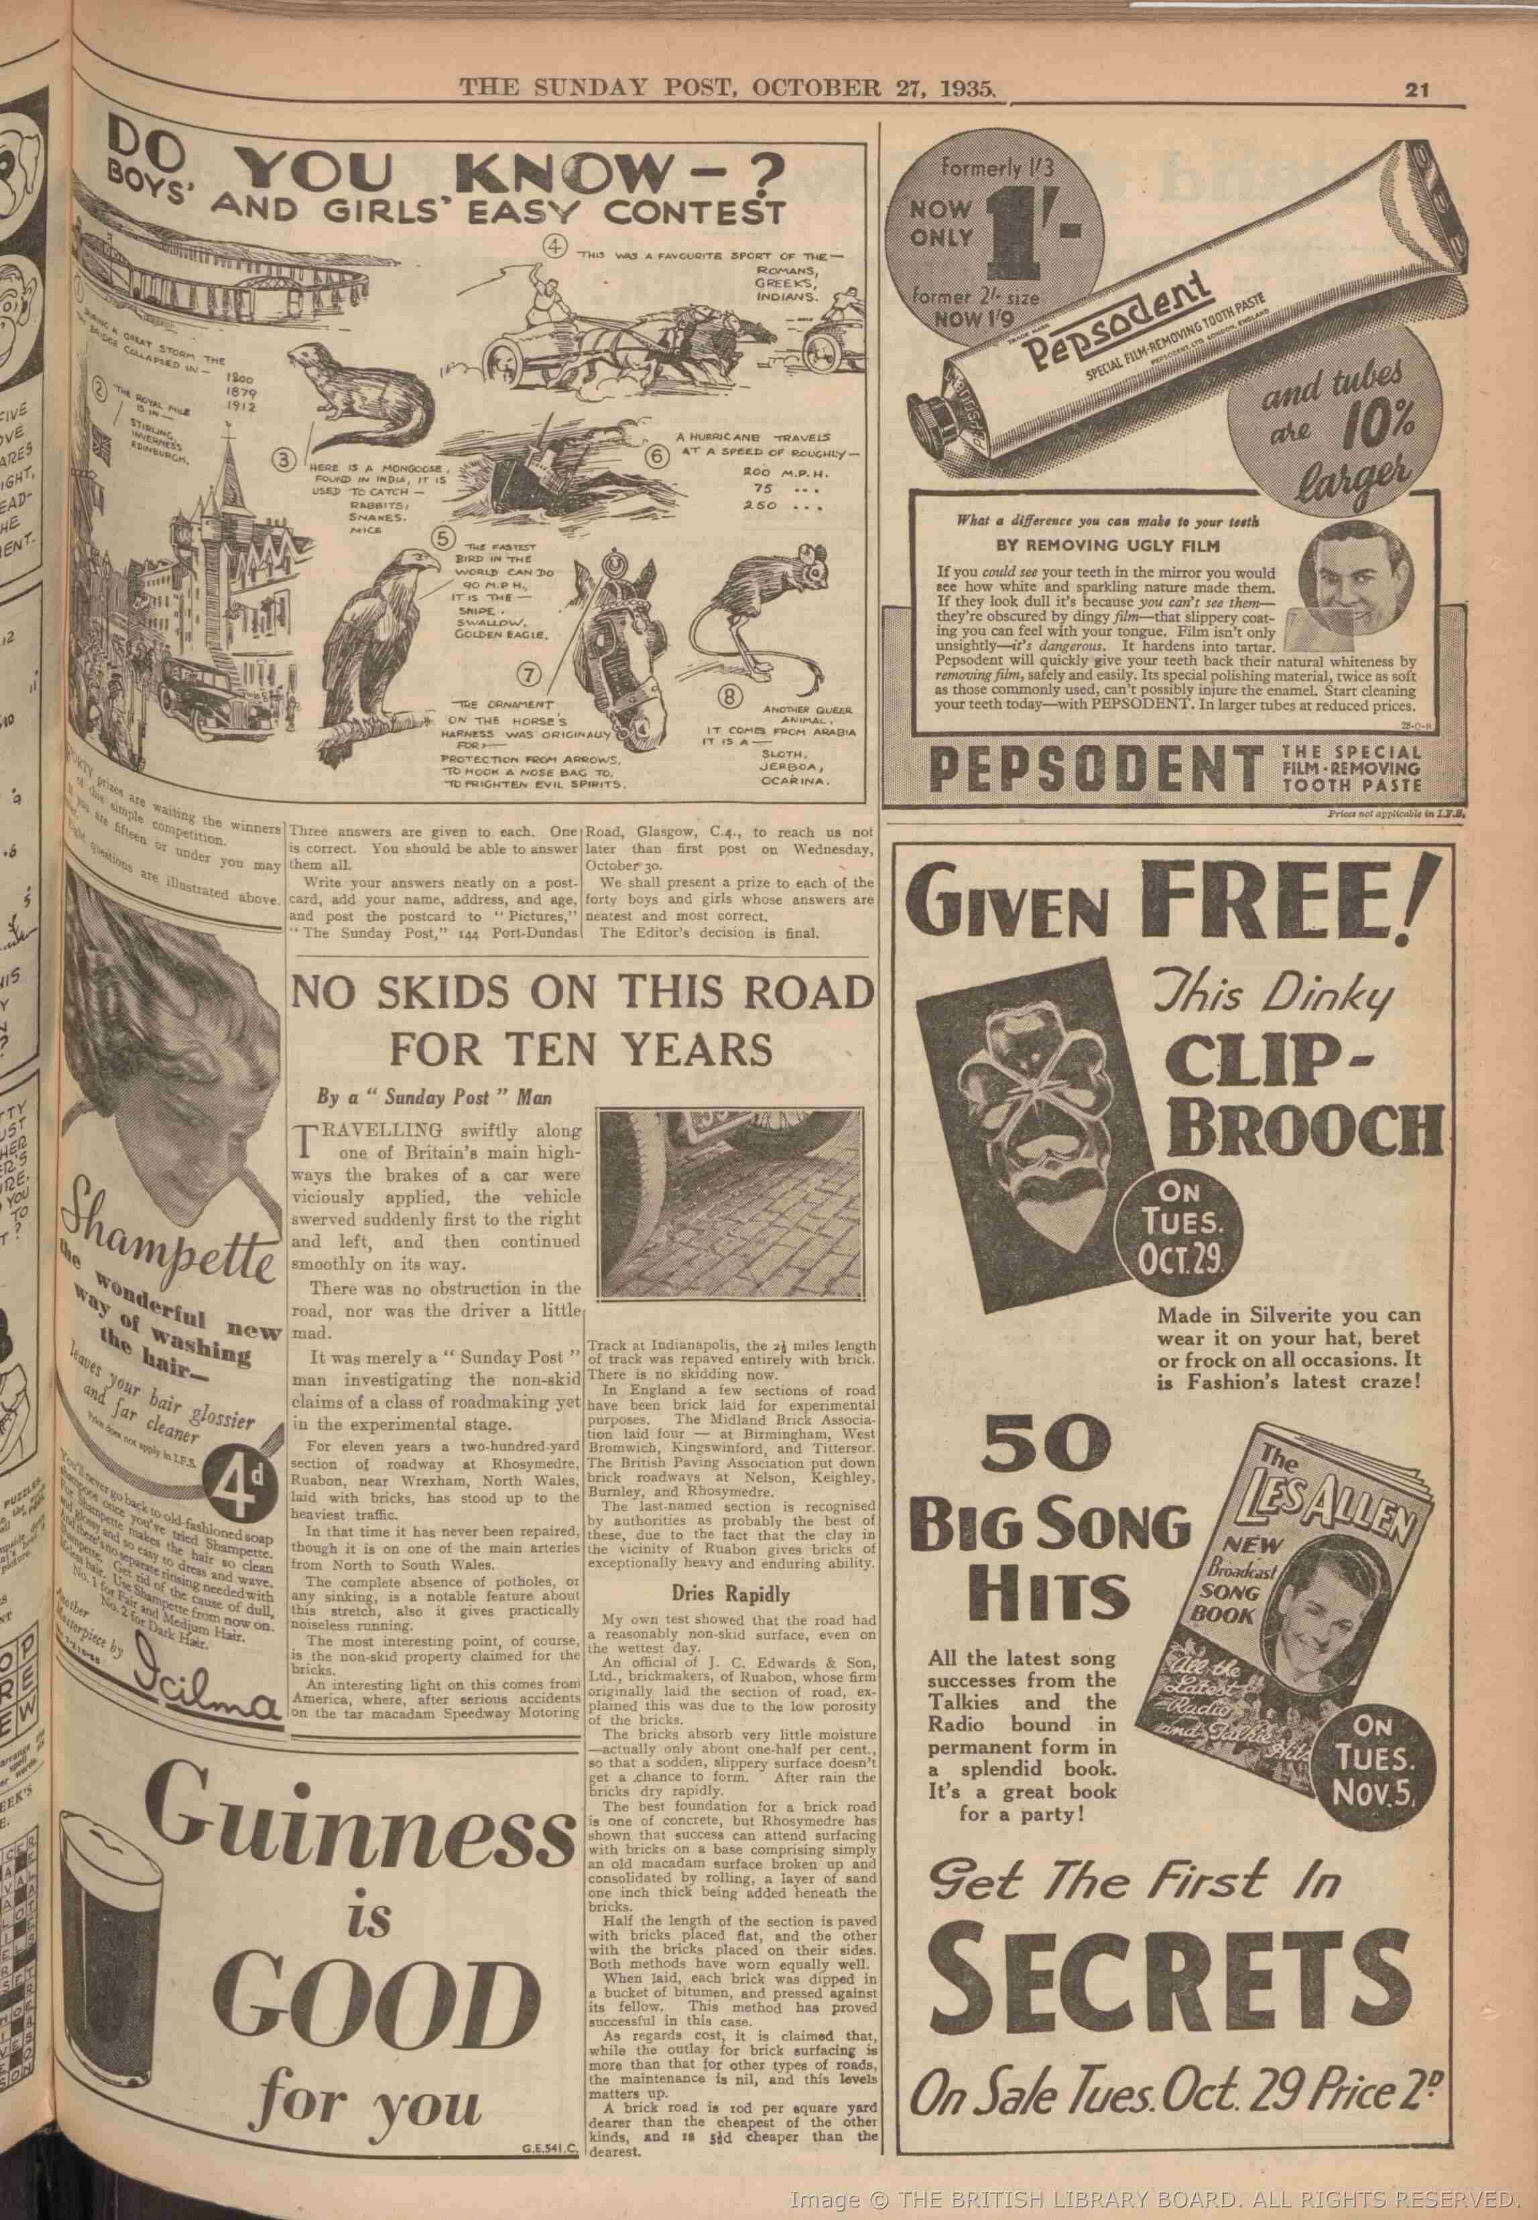 THE SUNDAY POST, OCTOBER 27, 1935.
21
DO YOU KNOW - ?
BOYS' AND GIRLS' EASY CONTEST
①
DURING A GREAT STORM THE
BRIDGE COLLAPSED IN —
1800
1879
1912
②
THE ROYAL MILE
IS IN —
STIRLING,
INVERNESS
EDINBURGH.
③
HERE IS A MONGOOSE,
FOUND IN INDIA, IT IS
USED TO CATCH —
RABBITS,
SNAKES.
MICE
④
THIS WAS A FAVOURITE SPORT OF THE —
ROMANS,
GREEKS,
INDIANS.
⑤
THE FASTEST
BIRD IN THE
WORLD CAN DO
90 M.P.H.,
IT IS THE —
SNIPE.
SWALLOW.
GOLDEN EAGLE.
⑥
A HURRICANE TRAVELS
AT A SPEED OF ROUGHLY —
200 M.P.H.
75 ...
250 ...
⑦
THE ORNAMENT
ON THE HORSE'S
HARNESS WAS ORIGINALLY
FOR :—
PROTECTION FROM ARROWS,
TO HOOK A NOSE BAG TO,
TO FRIGHTEN EVIL SPIRITS.
⑧
ANOTHER QUEER
ANIMAL,
IT COMES FROM ARABIA
IT IS A —
SLOTH,
JERBOA,
OCARINA.
FORTY prizes are waiting the winners
of this simple competition.
If you are fifteen or under you may
enter.
Eight questions are illustrated above.
Three answers are given to each. One
is correct. You should be able to answer
them all.
Write your answers neatly on a post-
card, add your name, address, and age,
and post the postcard to "Pictures,"
"The Sunday Post," 144 Port-Dundas
Road, Glasgow, C.4., to reach us not
later than first post on Wednesday,
October 30.
We shall present a prize to each of the
forty boys and girls whose answers are
neatest and most correct.
The Editor's decision is final.
Shampette
the wonderful new
way of washing
the hair—
leaves your hair glossier
and far cleaner
Price does not apply in I.F.S.
4d
You'll never go back to old-fashioned soap
shampoos once you've tried Shampette.
For Shampette makes the hair so clean
and glossy and so easy to dress and wave.
And there's no separate rinsing needed with
Shampette. Get rid of the cause of dull,
lifeless hair. Use Shampette from now on.
No. 1 for Fair and Medium Hair.
No. 2 for Dark Hair.
Another
Masterpiece by
Icilma
NO SKIDS ON THIS ROAD
FOR TEN YEARS
By a "Sunday Post" Man
TRAVELLING swiftly along
one of Britain's main high-
ways the brakes of a car were
viciously applied, the vehicle
swerved suddenly first to the right
and left, and then continued
smoothly on its way.
There was no obstruction in the
road, nor was the driver a little
mad.
It was merely a "Sunday Post"
man investigating the non-skid
claims of a class of roadmaking yet
in the experimental stage.
For eleven years a two-hundred-yard
section of roadway at Rhosymedre,
Ruabon, near Wrexham, North Wales,
laid with bricks, has stood up to the
heaviest traffic.
In that time it has never been repaired,
though it is on one of the main arteries
from North to South Wales.
The complete absence of potholes, or
any sinking, is a notable feature about
this stretch, also it gives practically
noiseless running.
The most interesting point, of course,
is the non-skid property claimed for the
bricks.
An interesting light on this comes from
America, where, after serious accidents
on the tar macadam Speedway Motoring
Track at Indianapolis, the 2½ miles length
of track was repaved entirely with brick.
There is no skidding now.
In England a few sections of road
have been brick laid for experimental
purposes. The Midland Brick Associa-
tion laid four — at Birmingham, West
Bromwich, Kingswinford, and Tittersor.
The British Paving Association put down
brick roadways at Nelson, Keighley,
Burnley, and Rhosymedre.
The last-named section is recognised
by authorities as probably the best of
these, due to the fact that the clay in
the vicinity of Ruabon gives bricks of
exceptionally heavy and enduring ability.
Dries Rapidly
My own test showed that the road had
a reasonably non-skid surface, even on
the wettest day.
An official of J. C. Edwards & Son,
Ltd., brickmakers, of Ruabon, whose firm
originally laid the section of road, ex-
plained this was due to the low porosity
of the bricks.
The bricks absorb very little moisture
—actually only about one-half per cent.,
so that a sodden, slippery surface doesn't
get a chance to form. After rain the
bricks dry rapidly.
The best foundation for a brick road
is one of concrete, but Rhosymedre has
shown that success can attend surfacing
with bricks on a base comprising simply
an old macadam surface broken up and
consolidated by rolling, a layer of sand
one inch thick being added beneath the
bricks.
Half the length of the section is paved
with bricks placed flat, and the other
with the bricks placed on their sides.
Both methods have worn equally well.
When laid, each brick was dipped in
a bucket of bitumen, and pressed against
its fellow. This method has proved
successful in this case.
As regards cost, it is claimed that,
while the outlay for brick surfacing is
more than that for other types of roads,
the maintenance is nil, and this levels
matters up.
A brick road is 10d per square yard
dearer than the cheapest of the other
kinds, and is 5½d cheaper than the
dearest.
Guinness
is
GOOD
for you
G.E.541.C.
Formerly 1/3
NOW
ONLY
1/-
former 2/- size
NOW 1/9
Pepsodent
SPECIAL FILM-REMOVING TOOTH PASTE
PEPSODENT LTD. LONDON, ENGLAND
and tubes
are 10%
larger
What a difference you can make to your teeth
BY REMOVING UGLY FILM
If you could see your teeth in the mirror you would
see how white and sparkling nature made them.
If they look dull it's because you can't see them—
they're obscured by dingy film—that slippery coat-
ing you can feel with your tongue. Film isn't only
unsightly—it's dangerous. It hardens into tartar.
Pepsodent will quickly give your teeth back their natural whiteness by
removing film, safely and easily. Its special polishing material, twice as soft
as those commonly used, can't possibly injure the enamel. Start cleaning
your teeth today—with PEPSODENT. In larger tubes at reduced prices.
PEPSODENT
THE SPECIAL
FILM-REMOVING
TOOTH PASTE
Prices not applicable in I.F.S.
GIVEN FREE!
This Dinky
CLIP-
BROOCH
ON
TUES.
OCT.29.
Made in Silverite you can
wear it on your hat, beret
or frock on all occasions. It
is Fashion's latest craze!
50
BIG SONG
HITS
The
LES ALLEN
NEW
Broadcast
SONG
BOOK
All the
Latest
Radio
and Talkie Hits
All the latest song
successes from the
Talkies and the
Radio bound in
permanent form in
a splendid book.
It's a great book
for a party!
ON
TUES.
NOV.5.
Get The First In
SECRETS
On Sale Tues. Oct. 29 Price 2D.
Image © THE BRITISH LIBRARY BOARD. ALL RIGHTS RESERVED.